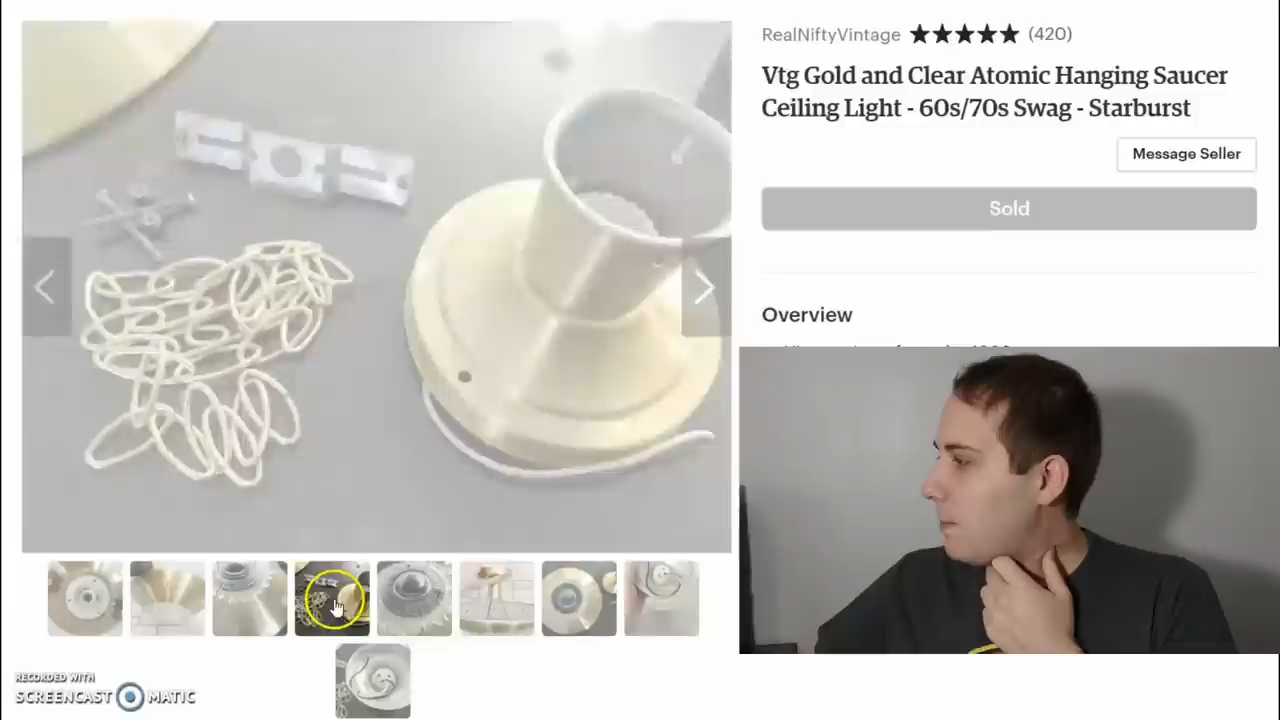 RealNiftyVintage ★★★★★ (420)
Vtg Gold and Clear Atomic Hanging Saucer
Ceiling Light - 60s/70s Swag - Starburst
Message Seller
Sold
Overview
RECORDED WITH
SCREENCAST MATIC